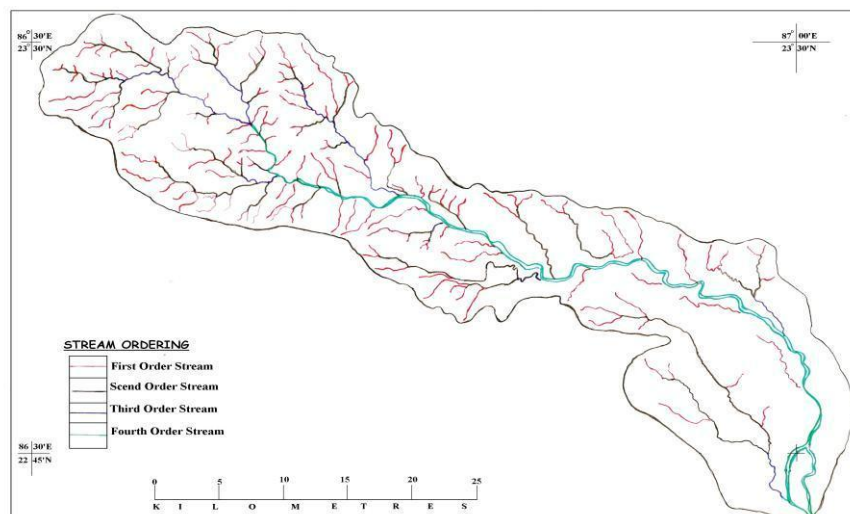 86° 30'E
23° 30'N
87° 00'E
23° 30'N
STREAM ORDERING
First Order Stream
Scend Order Stream
Third Order Stream
Fourth Order Stream
86° 30'E
22° 45'N
0 5 10 15 20 25
K I L O M E T R E S